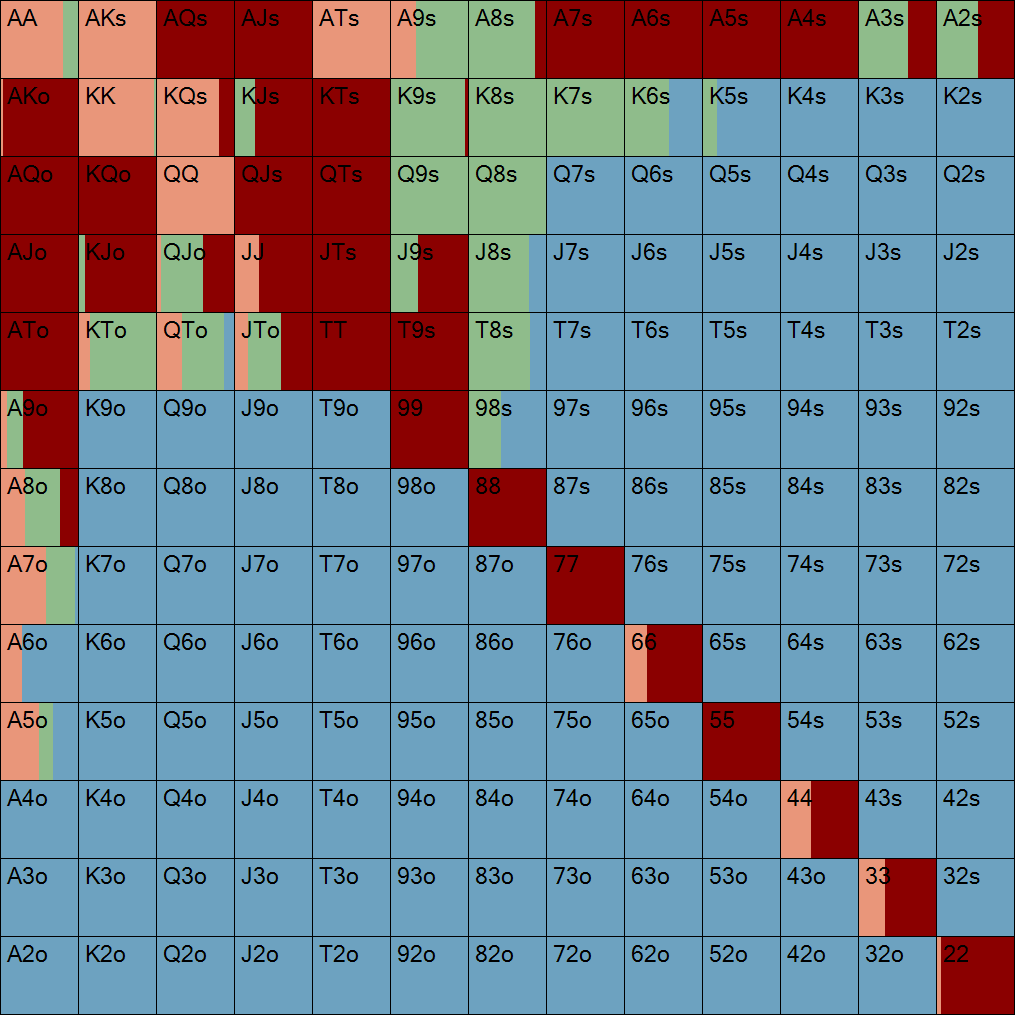 AA AKs AQs AJs ATs A9s A8s A7s A6s A5s A4s A3s A2s
AKo KK KQs KJs KTs K9s K8s K7s K6s K5s K4s K3s K2s
AQo KQo QQ QJs QTs Q9s Q8s Q7s Q6s Q5s Q4s Q3s Q2s
AJo KJo QJo JJ JTs J9s J8s J7s J6s J5s J4s J3s J2s
ATo KTo QTo JTo TT T9s T8s T7s T6s T5s T4s T3s T2s
A9o K9o Q9o J9o T9o 99 98s 97s 96s 95s 94s 93s 92s
A8o K8o Q8o J8o T8o 98o 88 87s 86s 85s 84s 83s 82s
A7o K7o Q7o J7o T7o 97o 87o 77 76s 75s 74s 73s 72s
A6o K6o Q6o J6o T6o 96o 86o 76o 66 65s 64s 63s 62s
A5o K5o Q5o J5o T5o 95o 85o 75o 65o 55 54s 53s 52s
A4o K4o Q4o J4o T4o 94o 84o 74o 64o 54o 44 43s 42s
A3o K3o Q3o J3o T3o 93o 83o 73o 63o 53o 43o 33 32s
A2o K2o Q2o J2o T2o 92o 82o 72o 62o 52o 42o 32o 22